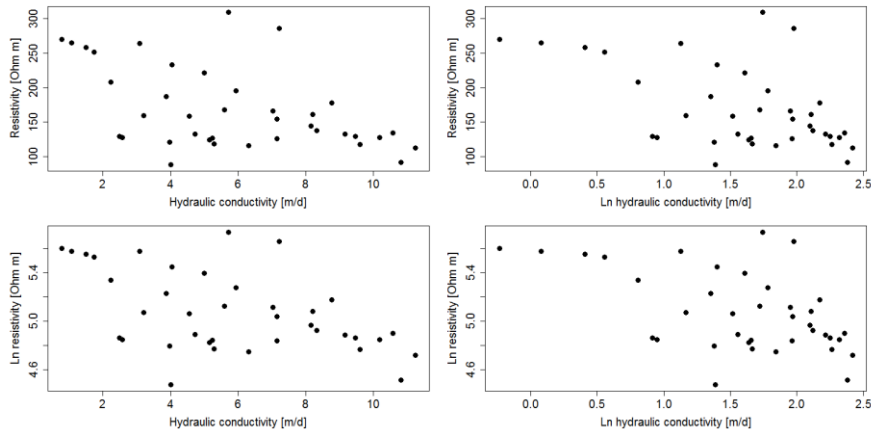 Resistivity [Ohm m]
300
250
200
150
100
2 4 6 8 10
Hydraulic conductivity [m/d]
Resistivity [Ohm m]
300
250
200
150
100
0.0 0.5 1.0 1.5 2.0 2.5
Ln hydraulic conductivity [m/d]
Ln resistivity [Ohm m]
5.4
5.0
4.6
2 4 6 8 10
Hydraulic conductivity [m/d]
Ln resistivity [Ohm m]
5.4
5.0
4.6
0.0 0.5 1.0 1.5 2.0 2.5
Ln hydraulic conductivity [m/d]